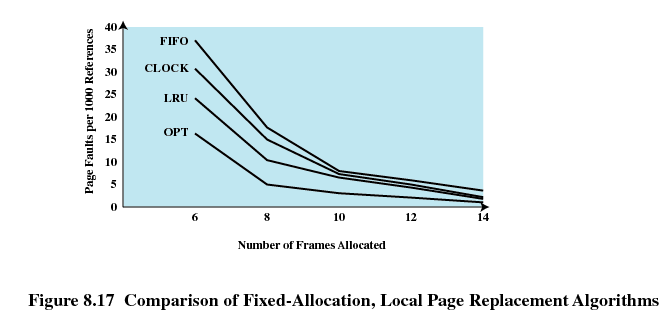 Page Faults per 1000 References
40
35
30
25
20
15
10
5
0
FIFO
CLOCK
LRU
OPT
6 8 10 12 14
Number of Frames Allocated
Figure 8.17 Comparison of Fixed-Allocation, Local Page Replacement Algorithms